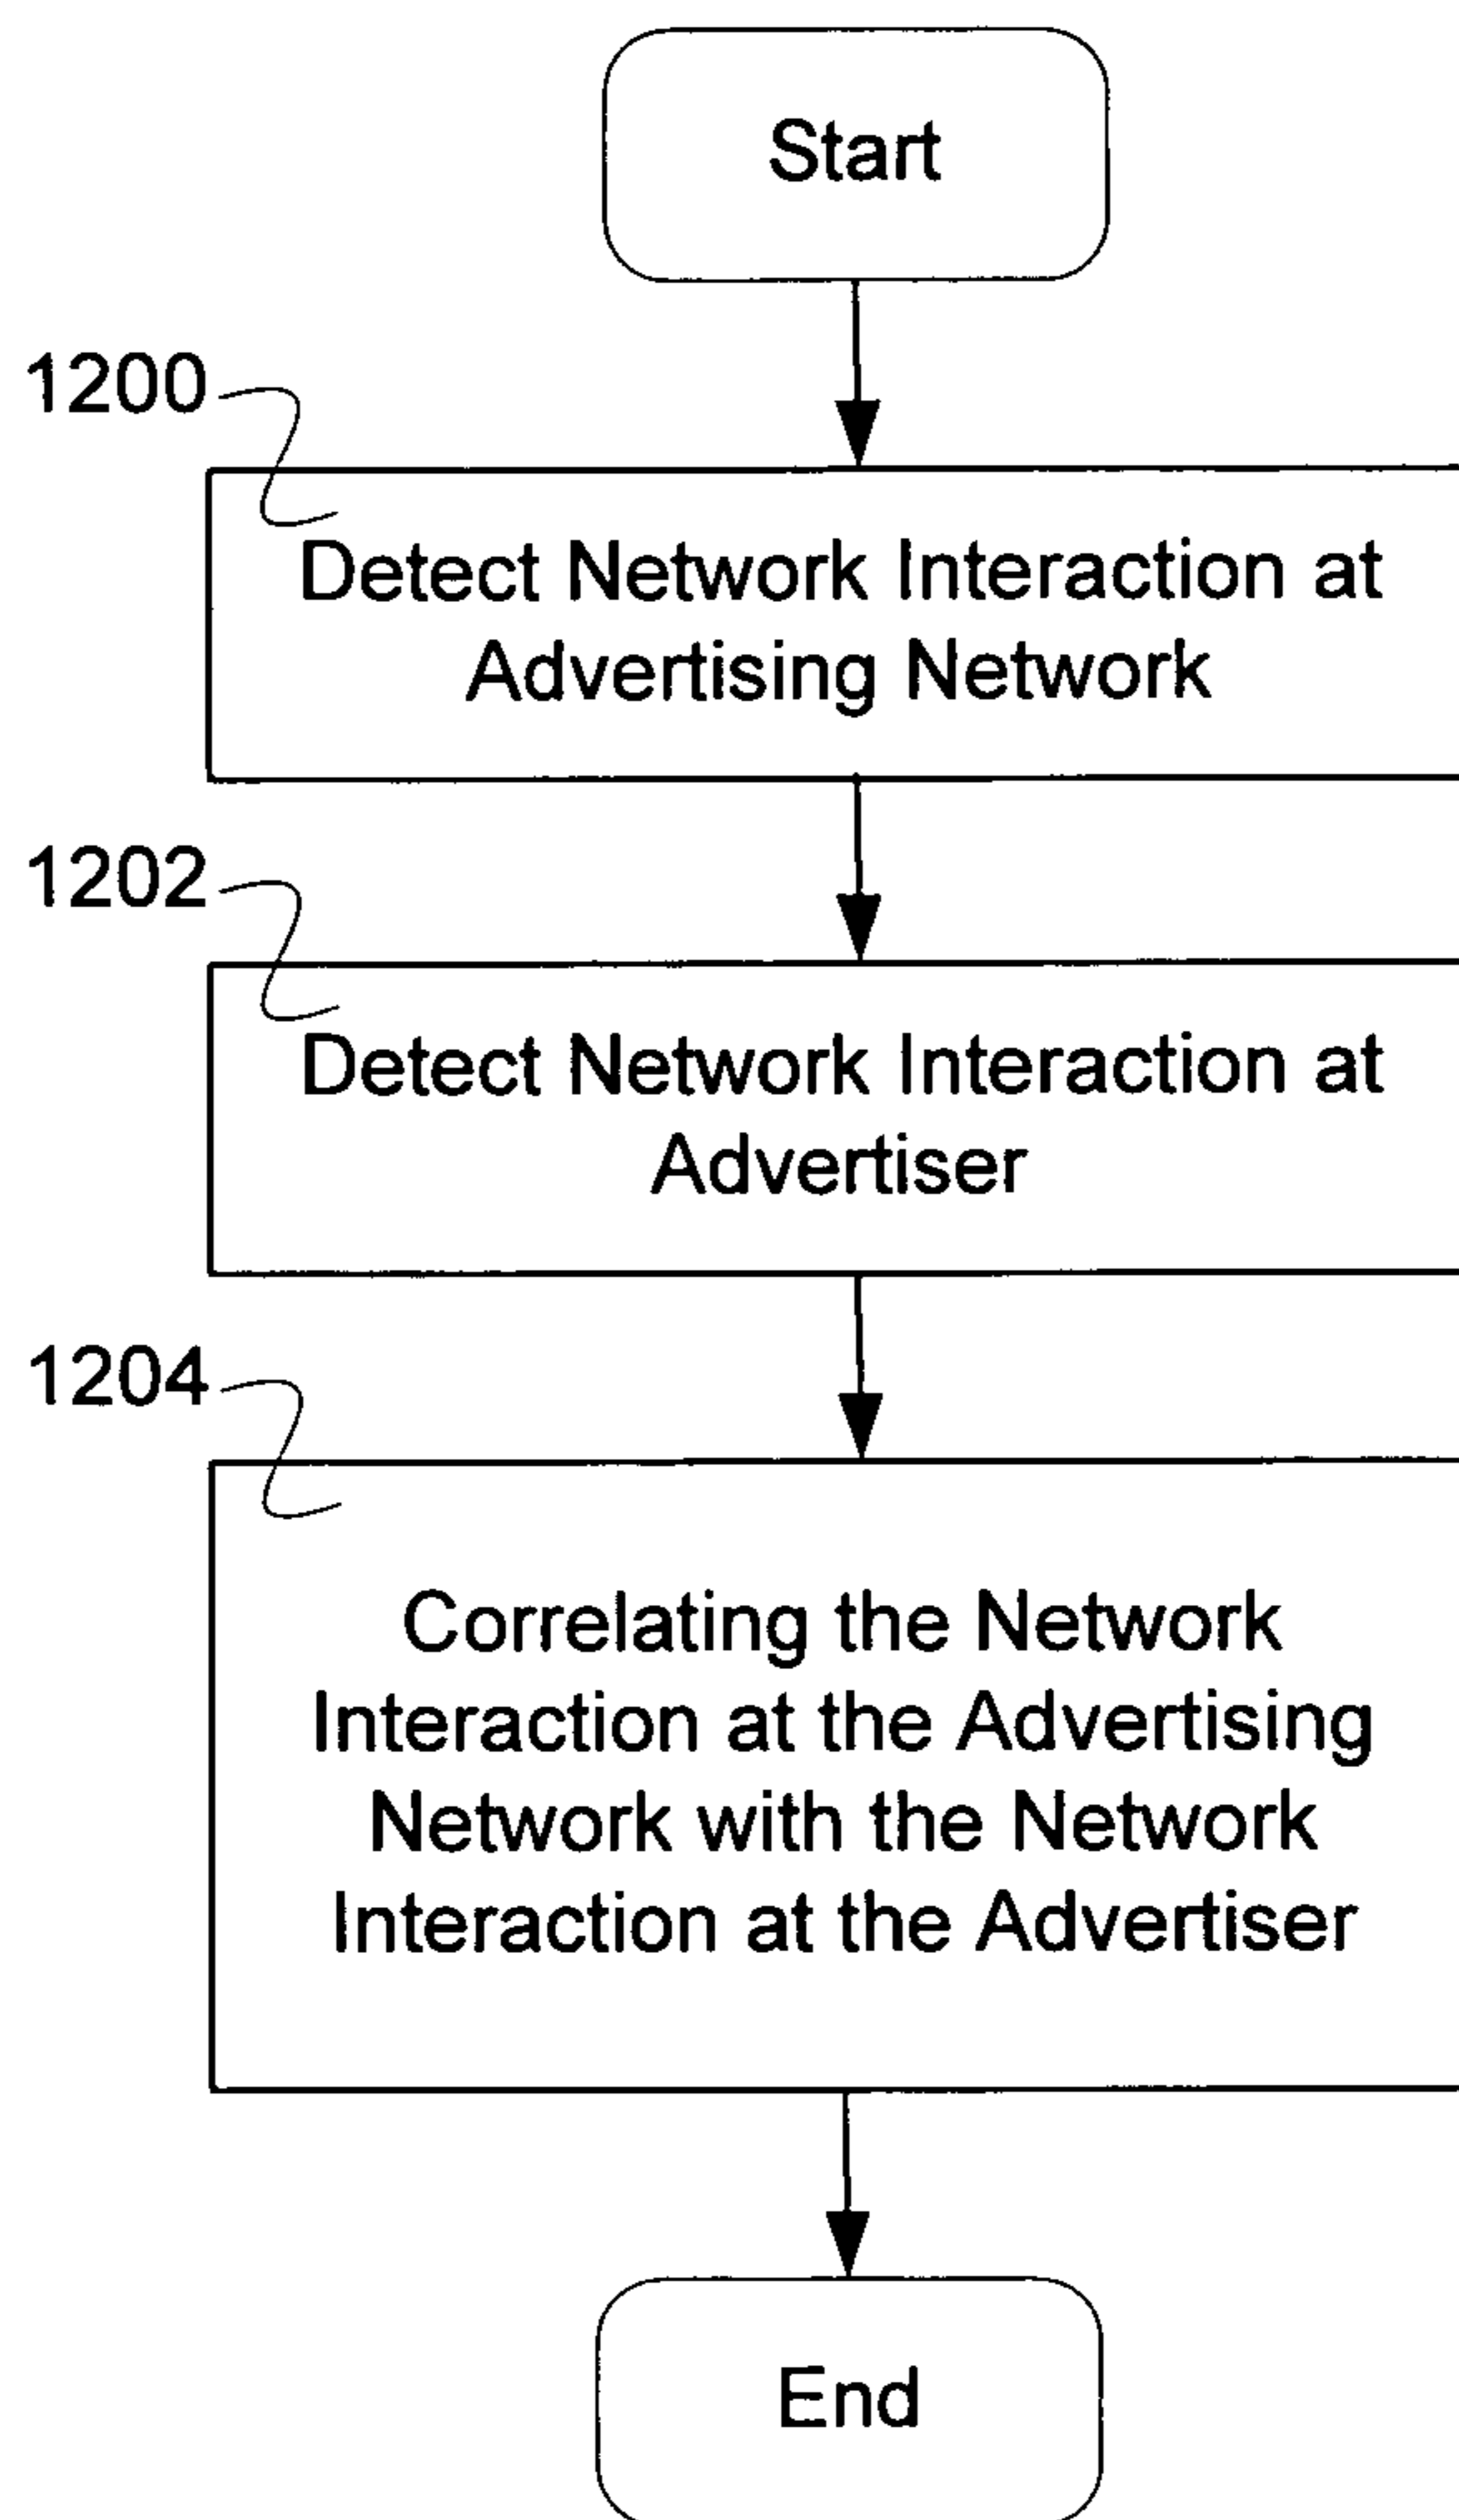 Start
1200
Detect Network Interaction at
Advertising Network
1202
Detect Network Interaction at
Advertiser
1204
Correlating the Network
Interaction at the Advertising
Network with the Network
Interaction at the Advertiser
End